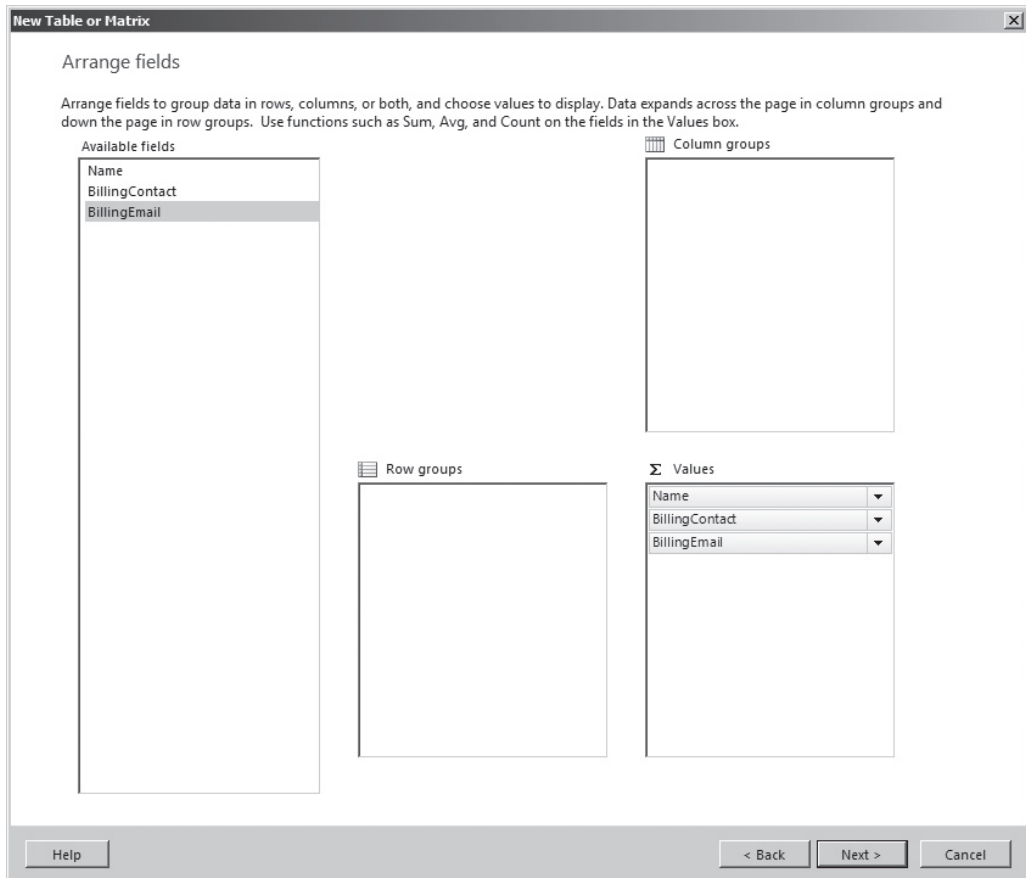 New Table or Matrix
Arrange fields
Arrange fields to group data in rows, columns, or both, and choose values to display. Data expands across the page in column groups and
down the page in row groups. Use functions such as Sum, Avg, and Count on the fields in the Values box.
Available fields
Name
BillingContact
BillingEmail
Column groups
Row groups
Σ Values
Name
BillingContact
BillingEmail
Help
< Back
Next >
Cancel